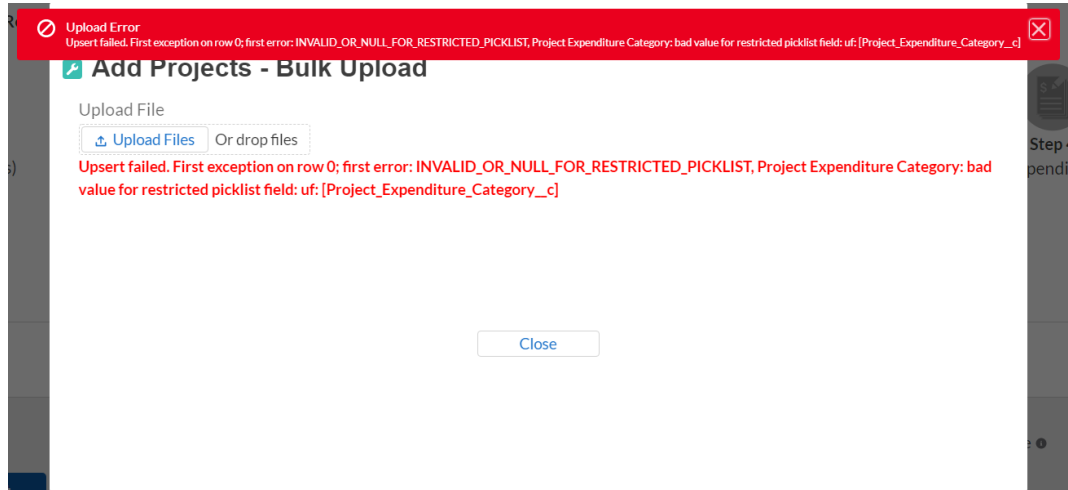 Upload Error
Upsert failed. First exception on row 0; first error: INVALID_OR_NULL_FOR_RESTRICTED_PICKLIST, Project Expenditure Category: bad value for restricted picklist field: uf: [Project_Expenditure_Category__c]
Add Projects - Bulk Upload
Upload File
Upload Files Or drop files
Upsert failed. First exception on row 0; first error: INVALID_OR_NULL_FOR_RESTRICTED_PICKLIST, Project Expenditure Category: bad
value for restricted picklist field: uf: [Project_Expenditure_Category__c]
Step
Close